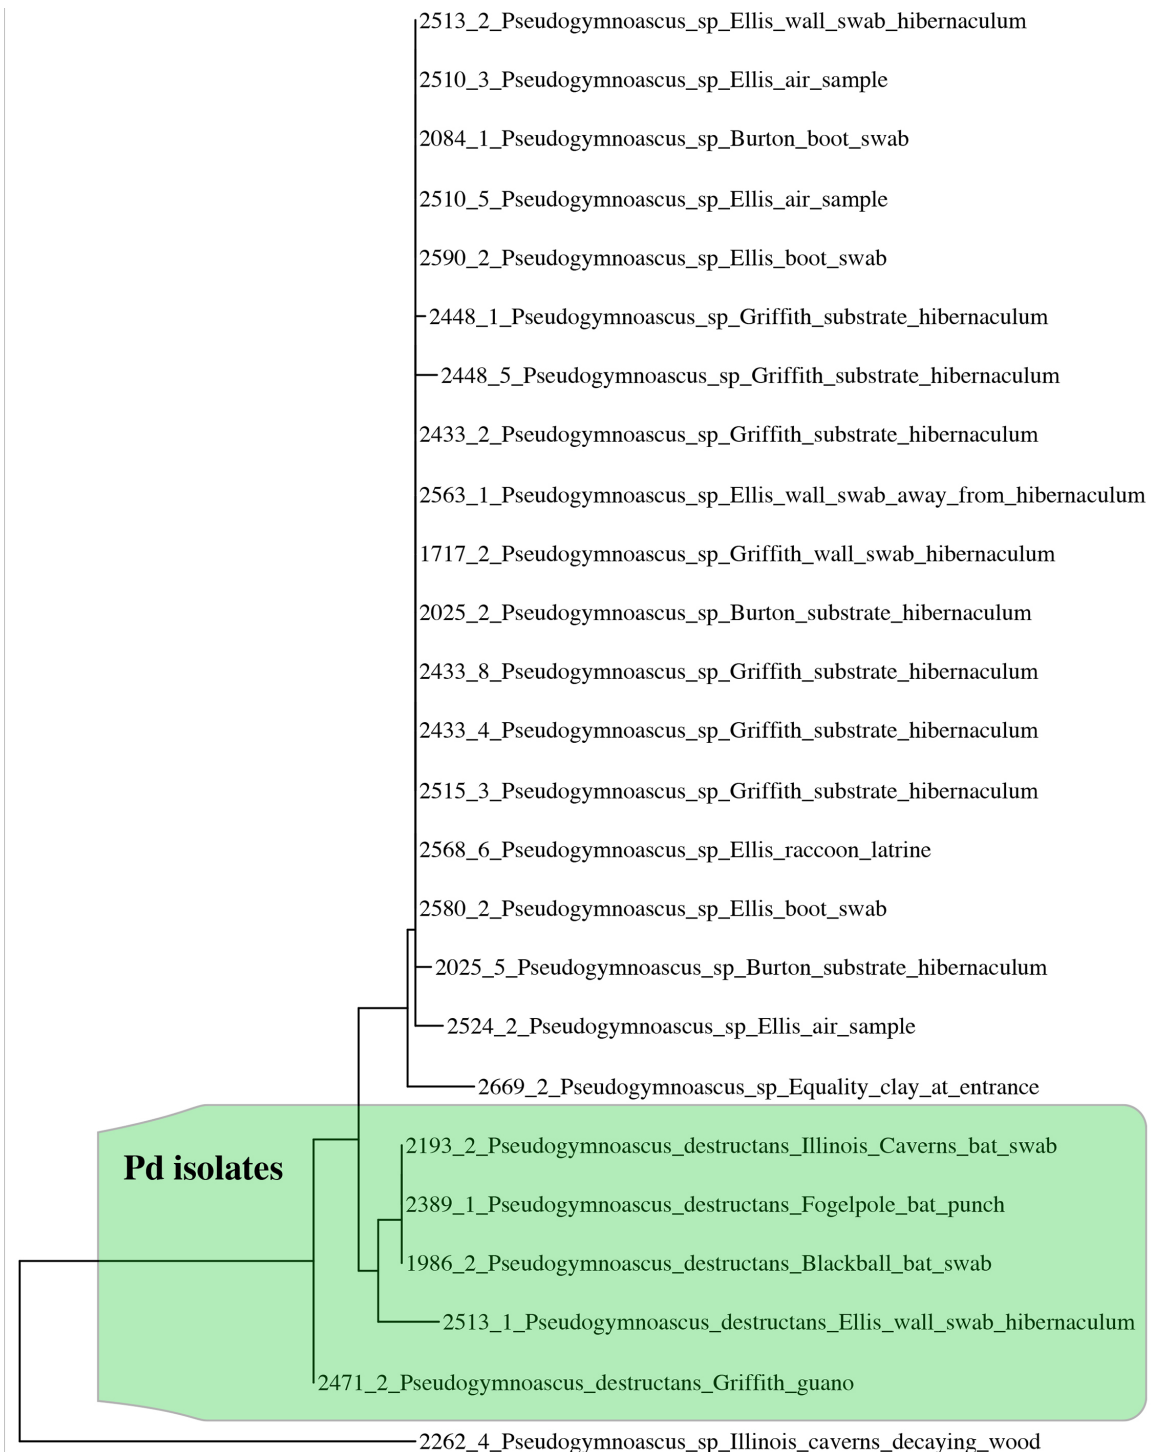 2513_2_Pseudogymnoascus_sp_Ellis_wall_swab_hibernaculum
2510_3_Pseudogymnoascus_sp_Ellis_air_sample
2084_1_Pseudogymnoascus_sp_Burton_boot_swab
2510_5_Pseudogymnoascus_sp_Ellis_air_sample
2590_2_Pseudogymnoascus_sp_Ellis_boot_swab
2448_1_Pseudogymnoascus_sp_Griffith_substrate_hibernaculum
2448_5_Pseudogymnoascus_sp_Griffith_substrate_hibernaculum
2433_2_Pseudogymnoascus_sp_Griffith_substrate_hibernaculum
2563_1_Pseudogymnoascus_sp_Ellis_wall_swab_away_from_hibernaculum
1717_2_Pseudogymnoascus_sp_Griffith_wall_swab_hibernaculum
2025_2_Pseudogymnoascus_sp_Burton_substrate_hibernaculum
2433_8_Pseudogymnoascus_sp_Griffith_substrate_hibernaculum
2433_4_Pseudogymnoascus_sp_Griffith_substrate_hibernaculum
2515_3_Pseudogymnoascus_sp_Griffith_substrate_hibernaculum
2568_6_Pseudogymnoascus_sp_Ellis_raccoon_latrine
2580_2_Pseudogymnoascus_sp_Ellis_boot_swab
2025_5_Pseudogymnoascus_sp_Burton_substrate_hibernaculum
2524_2_Pseudogymnoascus_sp_Ellis_air_sample
2669_2_Pseudogymnoascus_sp_Equality_clay_at_entrance
2193_2_Pseudogymnoascus_destructans_Illinois_Caverns_bat_swab
Pd isolates
2389_1_Pseudogymnoascus_destructans_Fogelpole_bat_punch
1986_2_Pseudogymnoascus_destructans_Blackball_bat_swab
2513_1_Pseudogymnoascus_destructans_Ellis_wall_swab_hibernaculum
2471_2_Pseudogymnoascus_destructans_Griffith_guano
2262_4_Pseudogymnoascus_sp_Illinois_caverns_decaying_wood